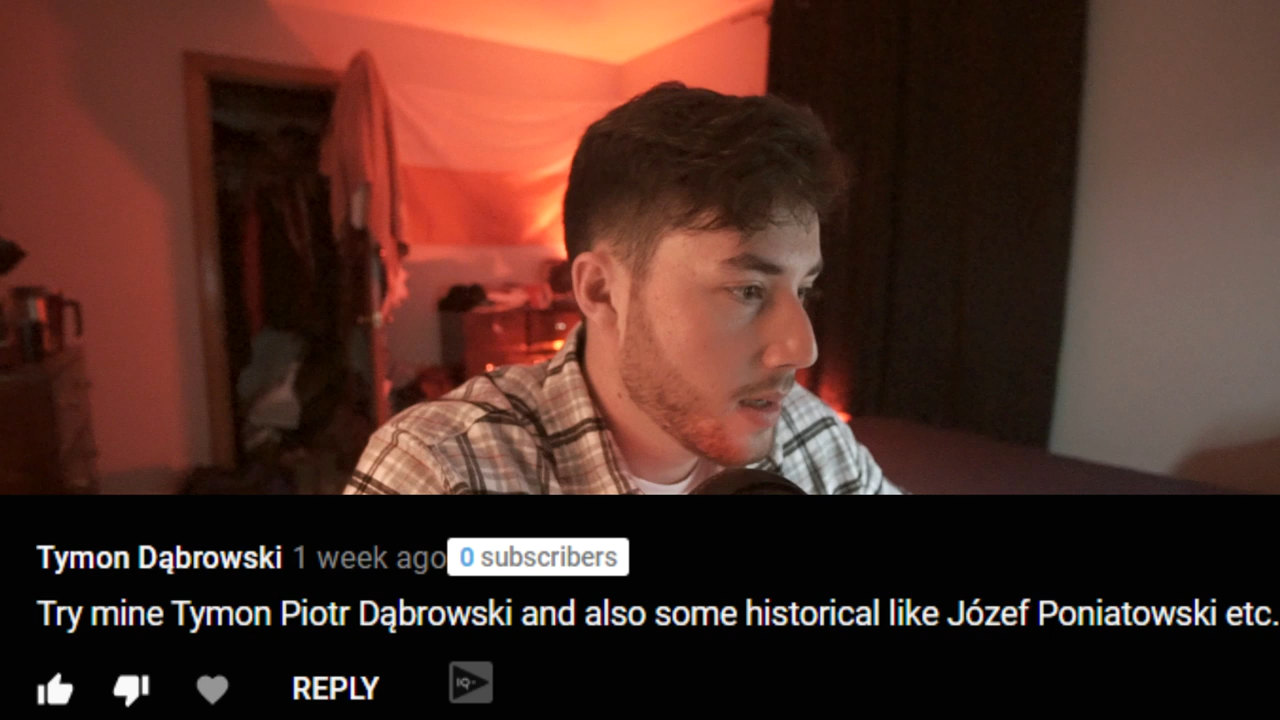 Tymon Dąbrowski 1 week ago 0 subscribers
Try mine Tymon Piotr Dąbrowski and also some historical like Józef Poniatowski etc.
REPLY IQ